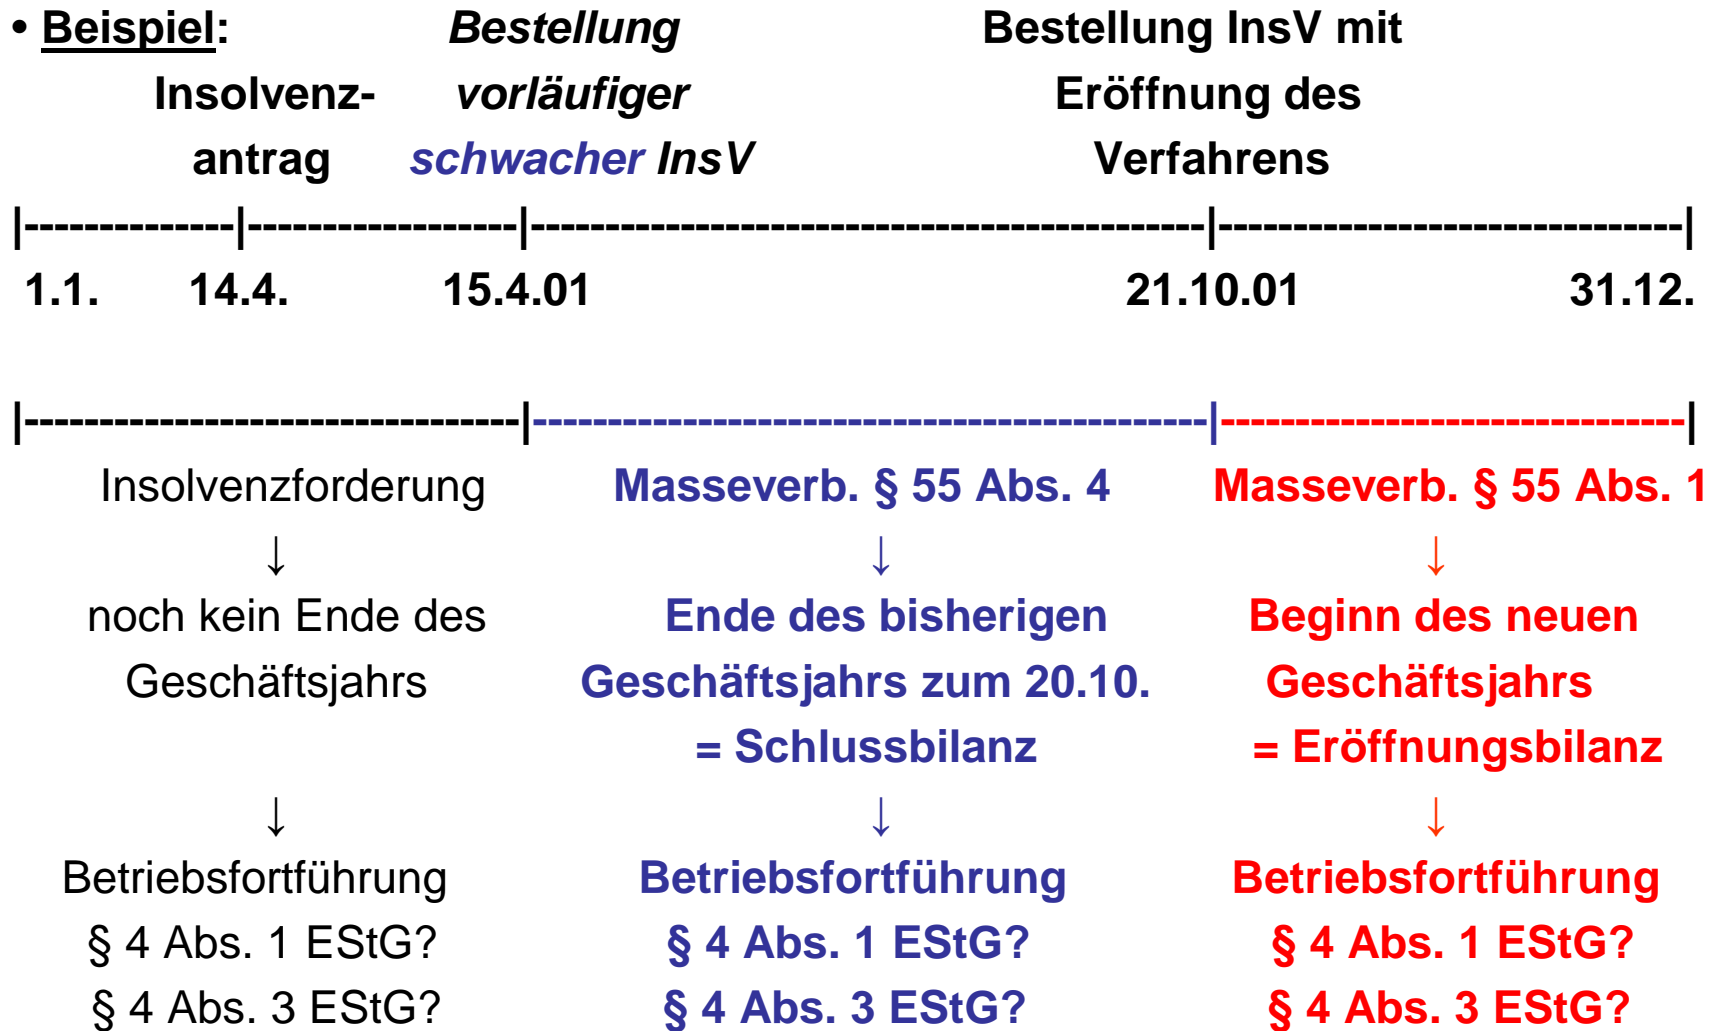 • Beispiel: Bestellung Bestellung InsV mit
Insolvenz- vorläufiger Eröffnung des
antrag schwacher InsV Verfahrens
|--------------|------------------|---------------------------------------------|-------------------------------|
1.1. 14.4. 15.4.01 21.10.01 31.12.
|---------------------------------|---------------------------------------------|-------------------------------|
Insolvenzforderung Masseverb. § 55 Abs. 4 Masseverb. § 55 Abs. 1
↓ ↓ ↓
noch kein Ende des Ende des bisherigen Beginn des neuen
Geschäftsjahrs Geschäftsjahrs zum 20.10. Geschäftsjahrs
= Schlussbilanz = Eröffnungsbilanz
↓ ↓ ↓
Betriebsfortführung Betriebsfortführung Betriebsfortführung
§ 4 Abs. 1 EStG? § 4 Abs. 1 EStG? § 4 Abs. 1 EStG?
§ 4 Abs. 3 EStG? § 4 Abs. 3 EStG? § 4 Abs. 3 EStG?